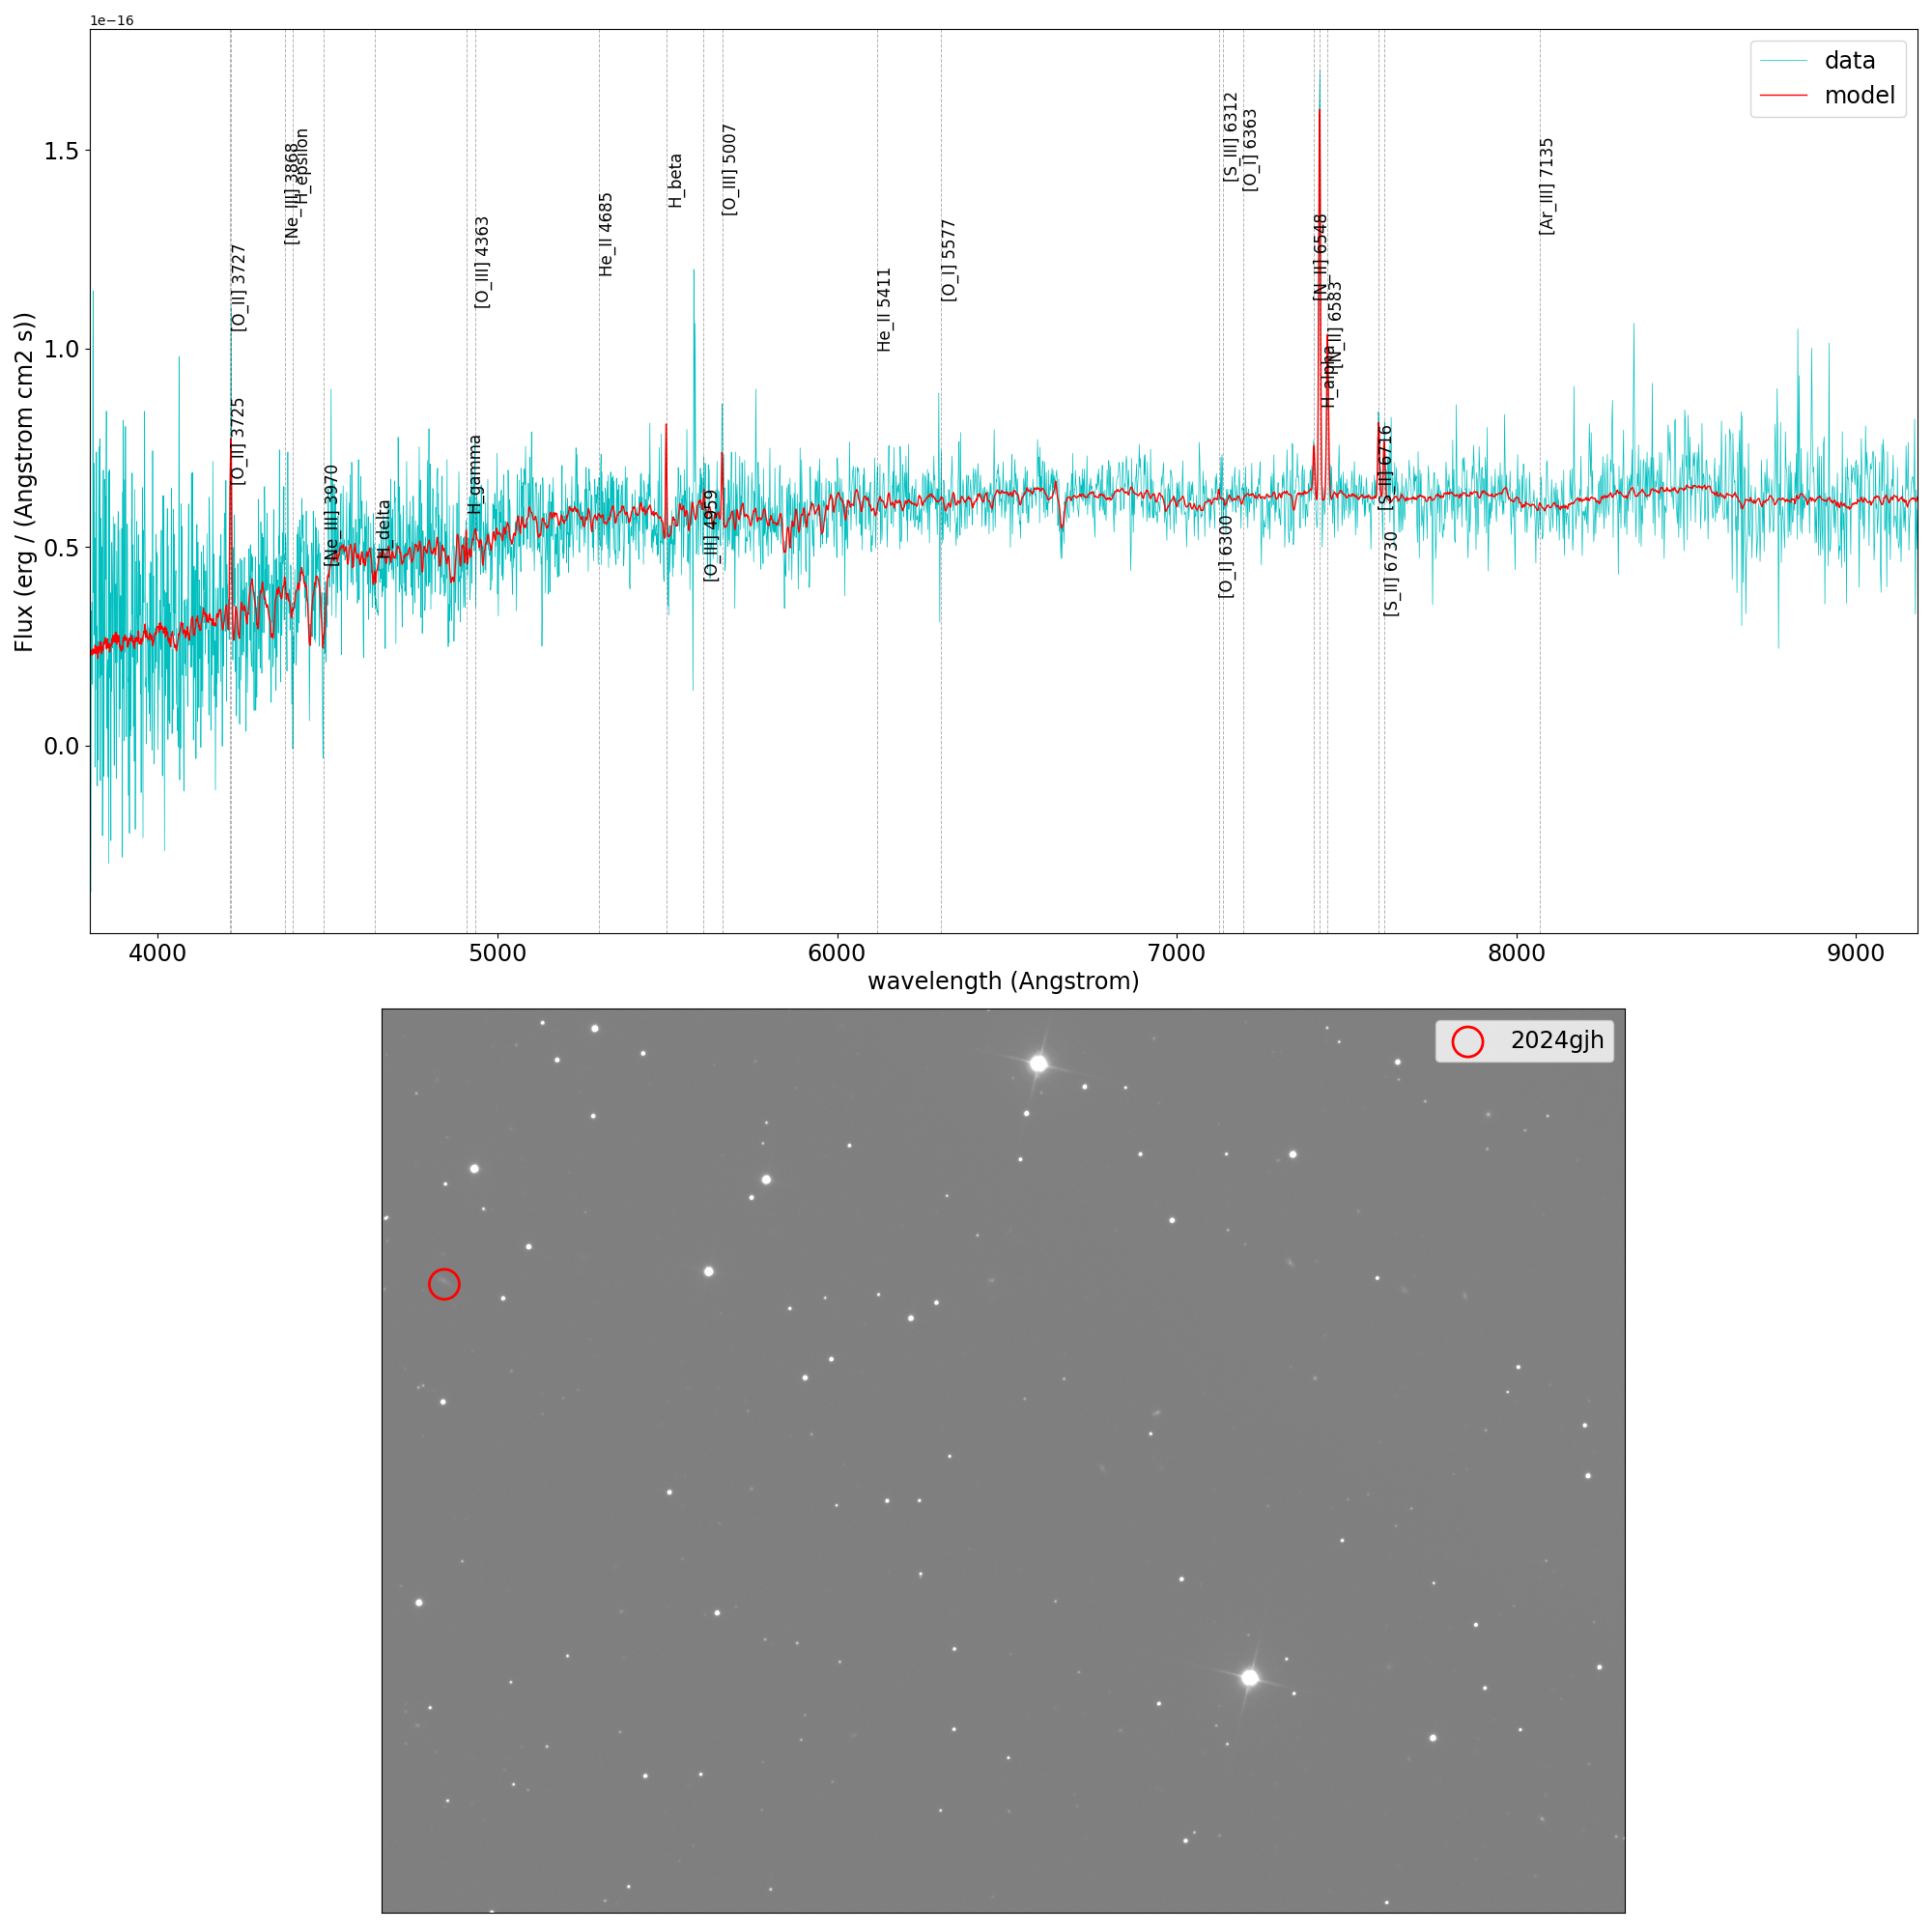 1e−16
data
model
1.5
1.0
0.5
0.0
Flux (erg / (Angstrom cm2 s))
[O_II] 3727
[O_II] 3725
[Ne_III] 3868
H_epsilon
[Ne_III] 3970
H_delta
H_gamma
[O_III] 4363
He_II 4685
H_beta
[O_III] 4959
[O_III] 5007
He_II 5411
[O_I] 5577
[O_I] 6300
[S_III] 6312
[O_I] 6363
[N_II] 6548
H_alpha
[N_II] 6583
[S_II] 6716
[S_II] 6730
[Ar_III] 7135
4000
5000
6000
7000
8000
9000
wavelength (Angstrom)
2024gjh